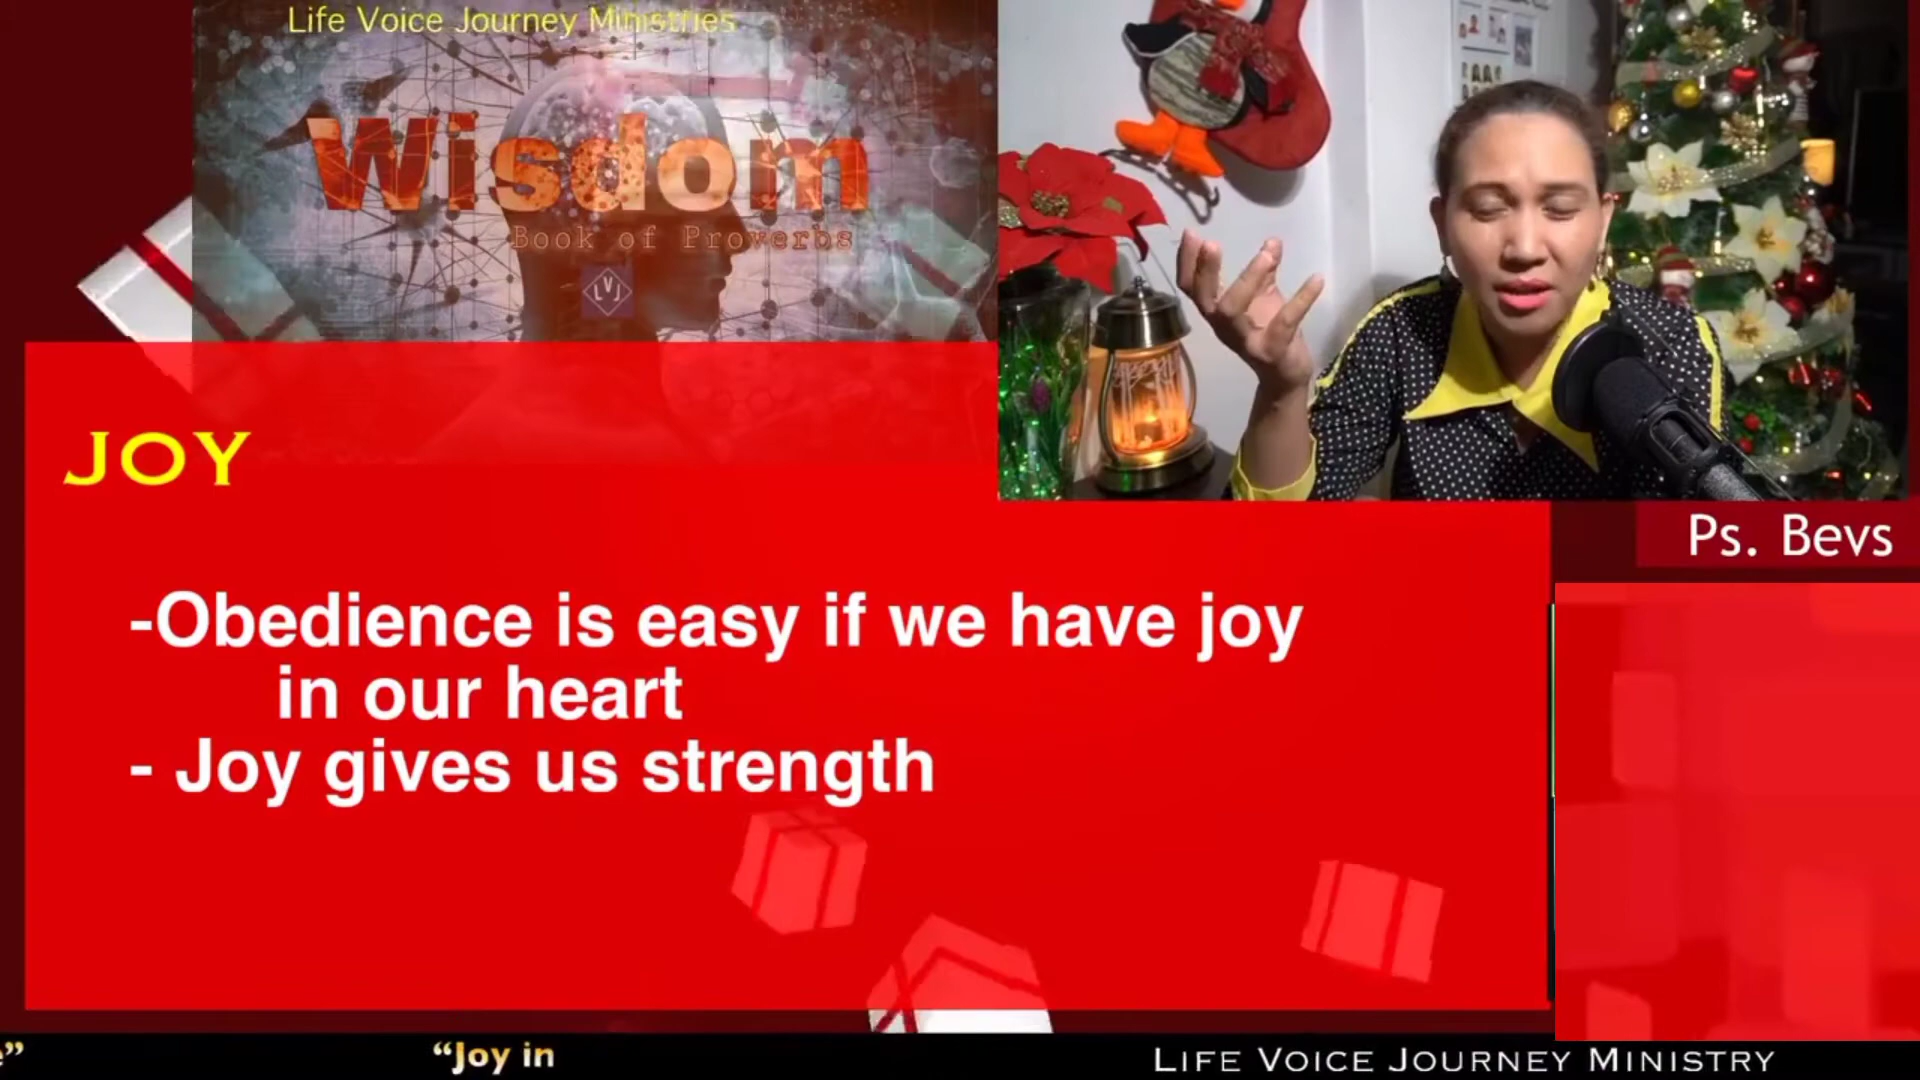 Life Voice Journey Ministries
Wisdom
Book of Proverbs
LVJ
JOY
-Obedience is easy if we have joy
in our heart
- Joy gives us strength
Ps. Bevs
“Joy in
LIFE VOICE JOURNEY MINISTRY